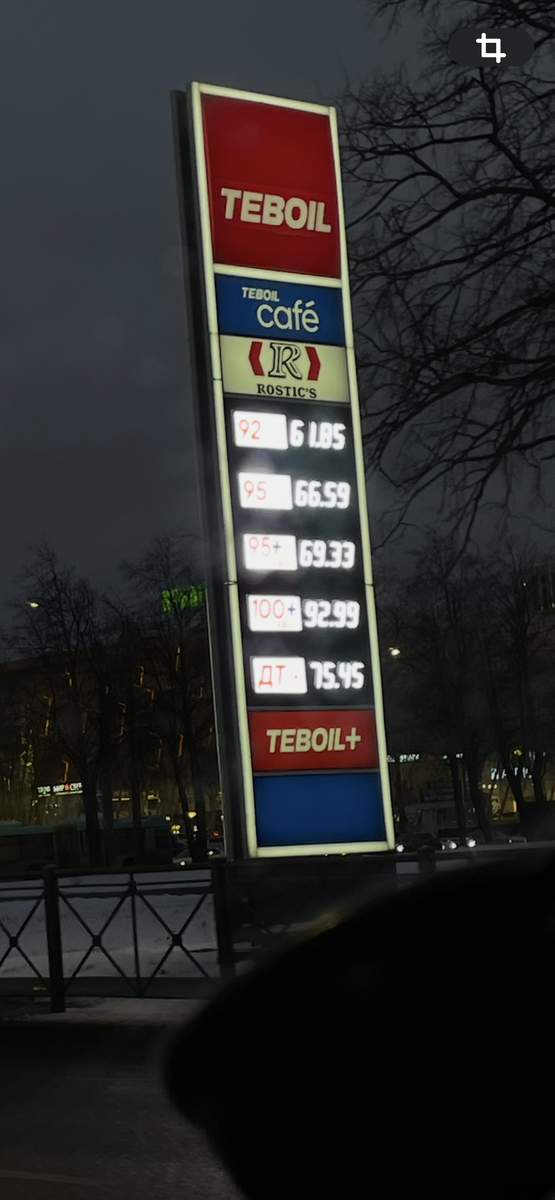 TEBOIL
TEBOIL
café
R
ROSTIC'S
92 61.85
95 66.59
95+ 69.33
100+ 92.99
ДТ 75.45
TEBOIL+